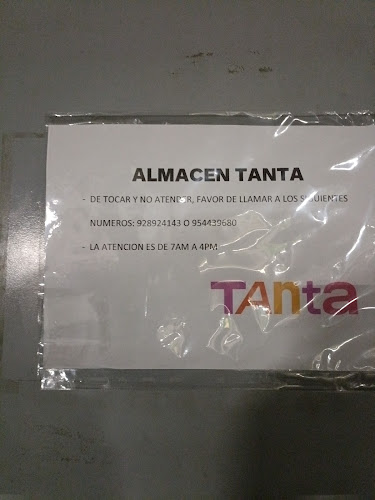 ALMACEN TANTA
- DE TOCAR Y NO ATENDER, FAVOR DE LLAMAR A LOS SIGUIENTES
NUMEROS: 928924143 O 954439680
- LA ATENCION ES DE 7AM A 4PM
TAnta